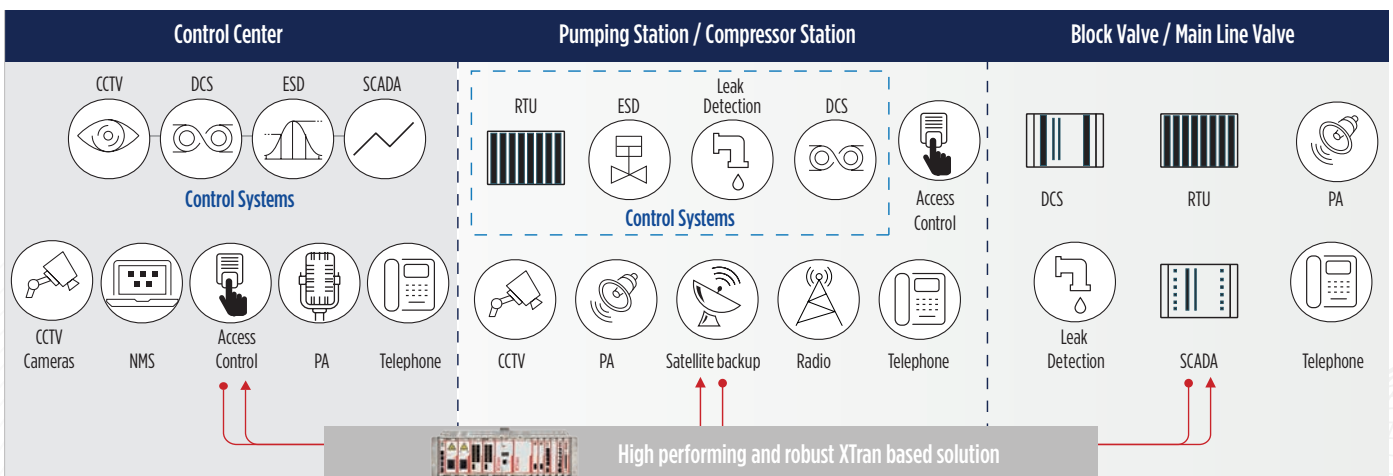 Control Center
Pumping Station / Compressor Station
Block Valve / Main Line Valve
CCTV
DCS
ESD
SCADA
Control Systems
CCTV
Cameras
NMS
Access
Control
PA
Telephone
RTU
ESD
Leak
Detection
DCS
Control Systems
Access
Control
CCTV
PA
Satellite backup
Radio
Telephone
DCS
RTU
PA
Leak
Detection
SCADA
Telephone
High performing and robust XTran based solution